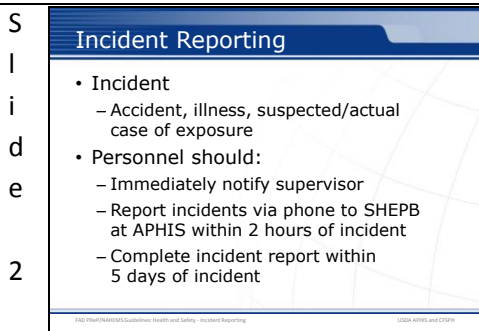 Slide 2
Incident Reporting
• Incident
– Accident, illness, suspected/actual
case of exposure
• Personnel should:
– Immediately notify supervisor
– Report incidents via phone to SHEPB
at APHIS within 2 hours of incident
– Complete incident report within
5 days of incident
FAD PReP/NAHEMS Guidelines: Health and Safety - Incident Reporting
USDA APHIS and CFSPH